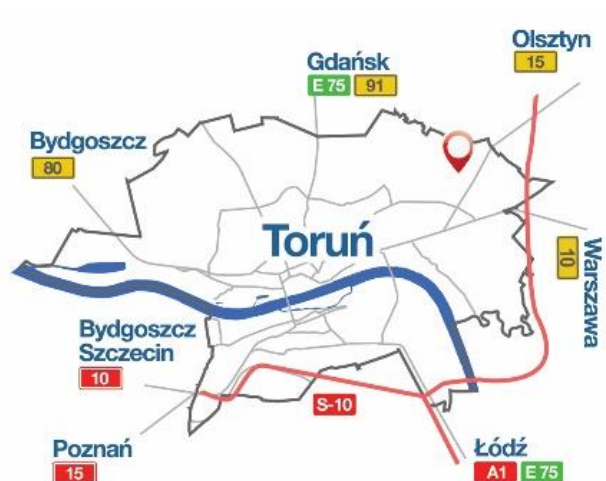 Olsztyn
15
Gdańsk
E 75 91
Bydgoszcz
80
Toruń
10
Warszawa
Bydgoszcz
Szczecin
10
S-10
Poznań
15
Łódź
A1 E 75